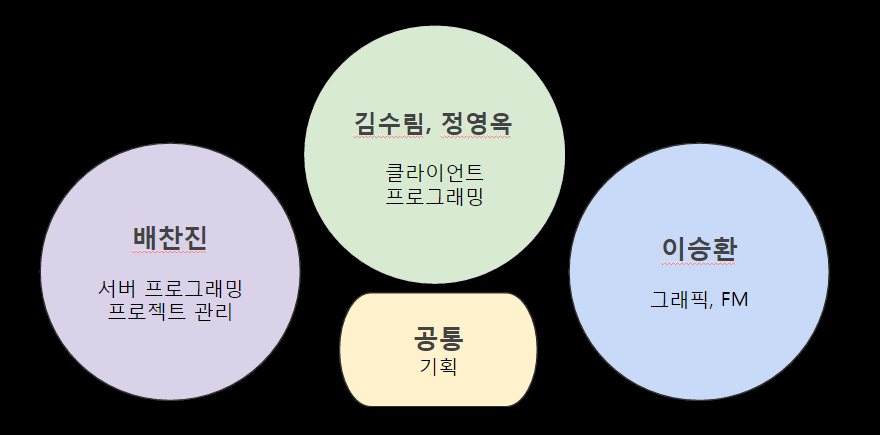 김수림, 정영옥
클라이언트
프로그래밍
배찬진
서버 프로그래밍
프로젝트 관리
이승환
그래픽, FM
공통
기획